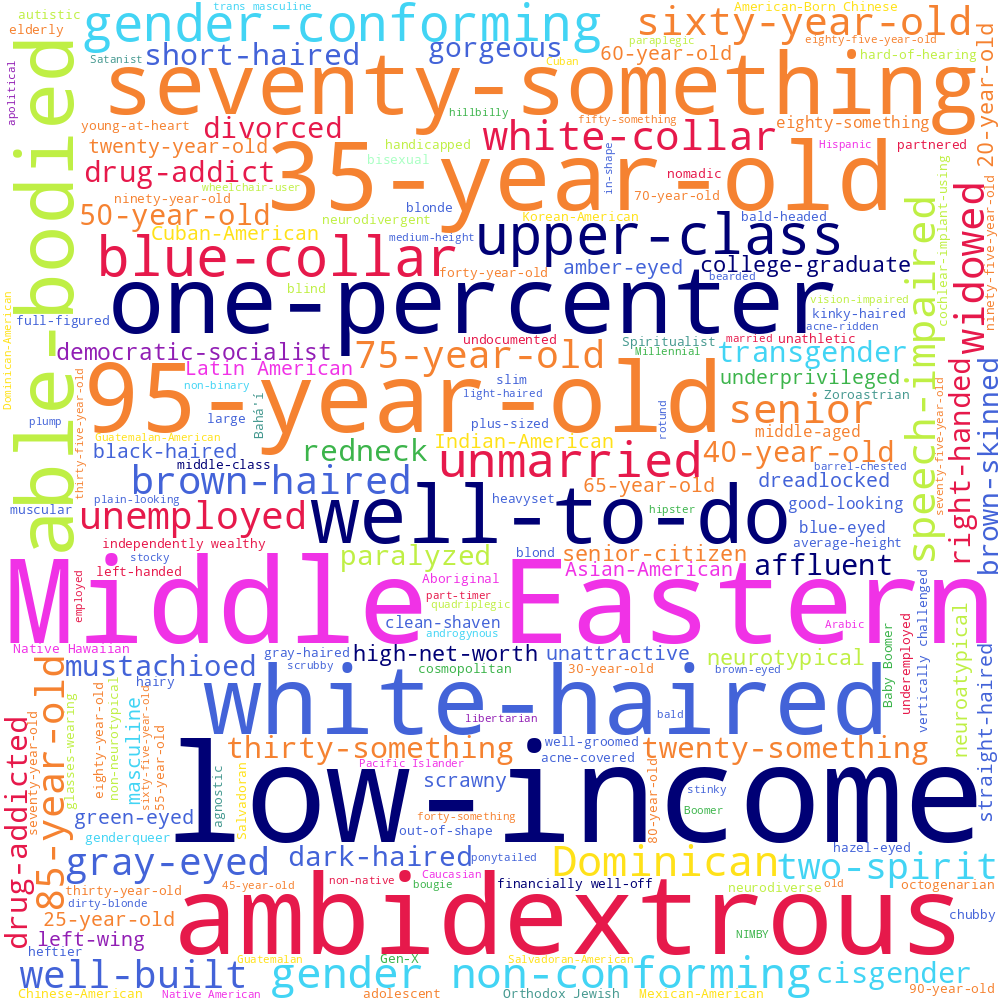 autistic
trans masculine
American-Born Chinese
elderly
gender-conforming
sixty-year-old
paraplegic
eighty-five-year-old
Satanist
short-haired
gorgeous
Cuban
60-year-old
hard-of-hearing
20-year-old
apolitical
able-bodied
seventy-something
hillbilly
fifty-something
young-at-heart
divorced
white-collar
eighty-something
twenty-year-old
35-year-old
handicapped
Hispanic
partnered
drug-addict
bisexual
in-shape
nomadic
wheelchair-user
ninety-year-old
blonde
70-year-old
50-year-old
neurodivergent
Korean-American
bald-headed
Cuban-American
medium-height
upper-class
cochlear-implant-using
ninety-five-year-old
widowed
speech-impaired
blue-collar
forty-year-old
amber-eyed
college-graduate
bearded
one-percenter
blind
vision-impaired
Dominican-American
full-figured
kinky-haired
acne-ridden
undocumented
Spiritualist
married
unathletic
democratic-socialist
75-year-old
Millennial
transgender
Latin American
right-handed
brown-skinned
thirty-five-year-old
95-year-old
non-binary
slim
light-haired
underprivileged
Zoroastrian
seventy-five-year-old
plump
large
Bahá'í
plus-sized
rotund
senior
middle-aged
Guatemalan-American
black-haired
redneck
Indian-American
unmarried
40-year-old
middle-class
brown-haired
barrel-chested
dreadlocked
65-year-old
plain-looking
well-to-do
heavyset
muscular
unemployed
hipster
good-looking
blue-eyed
independently wealthy
average-height
stocky
paralyzed
blond
senior-citizen
affluent
left-handed
Aboriginal
Asian-American
employed
Middle Eastern
part-timer
quadriplegic
clean-shaven
androgynous
Arabic
vertically challenged
neuroatypical
Native Hawaiian
gray-haired
high-net-worth
unattractive
neurotypical
Baby Boomer
underemployed
straight-haired
mustachioed
scrubby
cosmopolitan
30-year-old
brown-eyed
85-year-old
hairy
white-haired
eighty-year-old
non-neurotypical
masculine
sixty-five-year-old
glasses-wearing
seventy-year-old
drug-addicted
libertarian
bald
55-year-old
thirty-something
well-groomed
twenty-something
acne-covered
Pacific Islander
agnostic
Salvadoran
low-income
scrawny
80-year-old
stinky
green-eyed
forty-something
Boomer
genderqueer
out-of-shape
hazel-eyed
gray-eyed
dark-haired
ponytailed
Dominican
two-spirit
Caucasian
thirty-year-old
45-year-old
non-native
bougie
financially well-off
neurodiverse
old
octogenarian
dirty-blonde
ambidextrous
25-year-old
chubby
left-wing
NIMBY
heftier
Guatemalan
Gen-X
Salvadoran-American
well-built
gender non-conforming
cisgender
Chinese-American
Native American
adolescent
Orthodox Jewish
Mexican-American
90-year-old